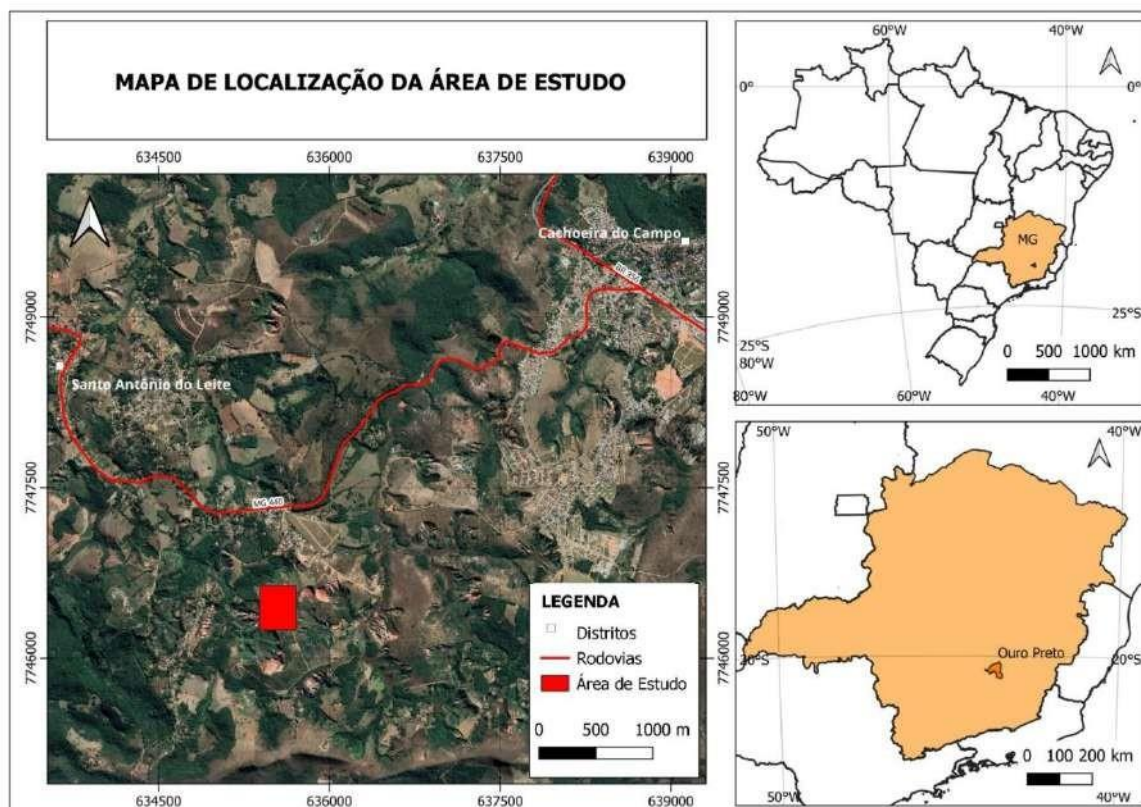 MAPA DE LOCALIZAÇÃO DA ÁREA DE ESTUDO
634500 636000 637500 639000
Cachoeira do Campo
7749000 7749000
Santo Antônio do Leite
7747500 7747500
7746000 7746000
LEGENDA
Distritos
Rodovias
Área de Estudo
0 500 1000 m
634500 636000 637500 639000
60°W 40°W
0° 0°
MG
25°S
25°S
80°W
0 500 1000 km
80°W 60°W 40°W
50°W 40°W
Ouro Preto
20°S 20°S
0 100 200 km
50°W 40°W